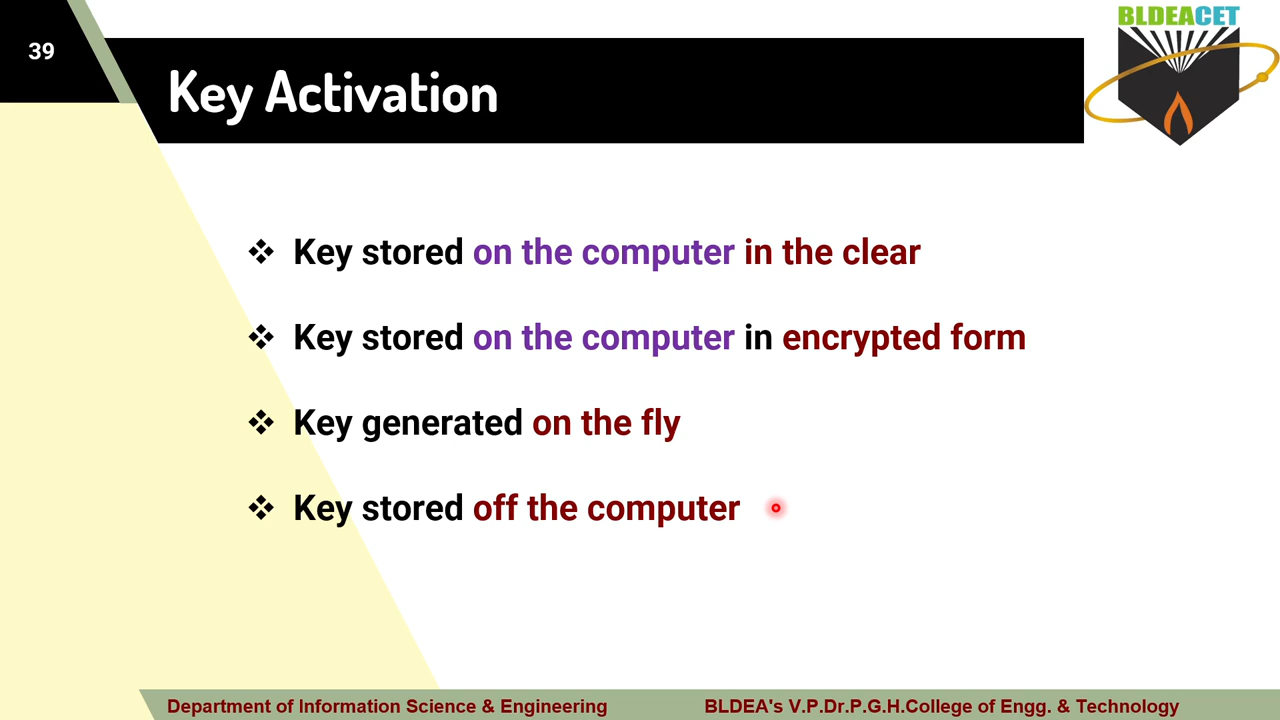 39
BLDEACET
Key Activation
❖ Key stored on the computer in the clear
❖ Key stored on the computer in encrypted form
❖ Key generated on the fly
❖ Key stored off the computer
Department of Information Science & Engineering BLDEA's V.P.Dr.P.G.H.College of Engg. & Technology